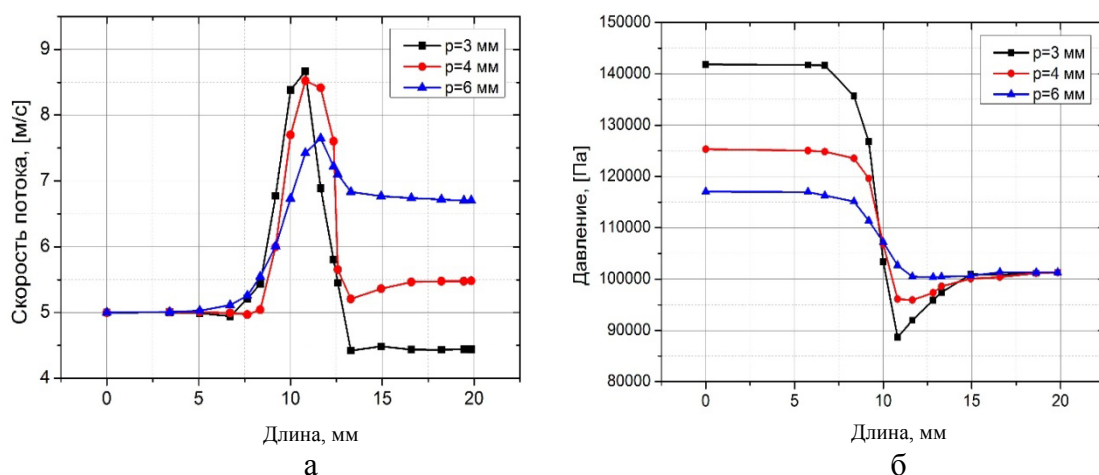 Скорость потока, [м/с]
9
8
7
6
5
4
0
5
10
15
20
p=3 мм
p=4 мм
p=6 мм
Длина, мм
а
Давление, [Па]
150000
140000
130000
120000
110000
100000
90000
80000
0
5
10
15
20
p=3 мм
p=4 мм
p=6 мм
Длина, мм
б